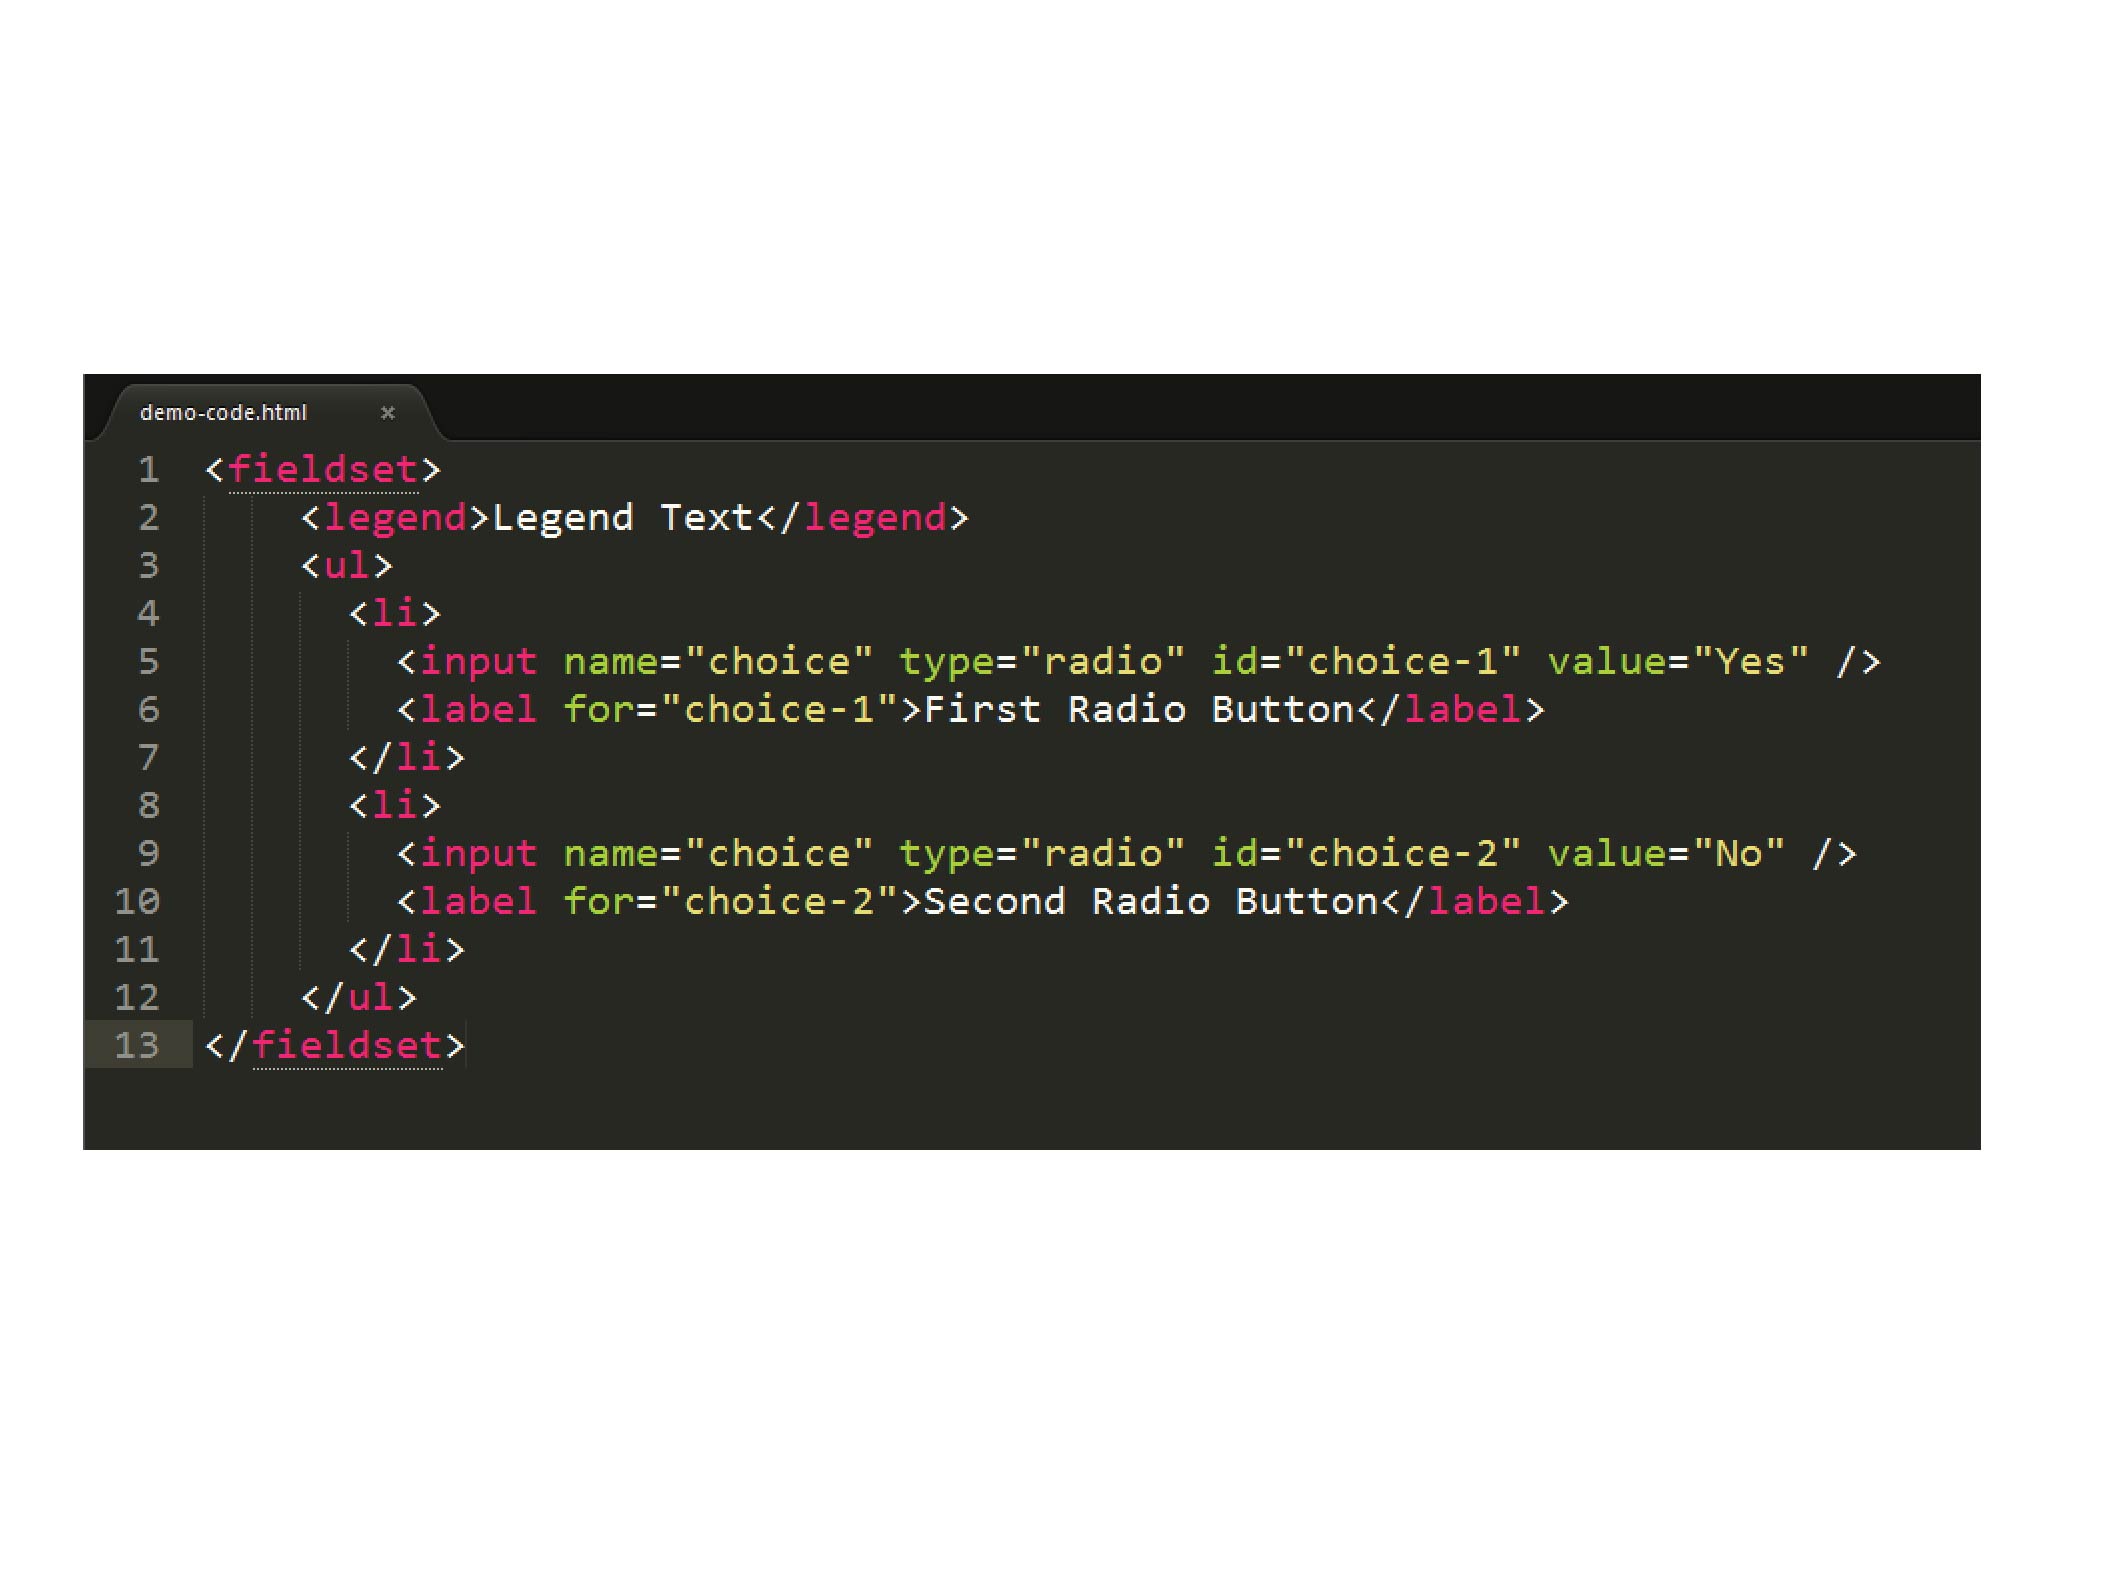 demo-code.html ×
1 <fieldset>
2 <legend>Legend Text</legend>
3 <ul>
4 <li>
5 <input name="choice" type="radio" id="choice-1" value="Yes" />
6 <label for="choice-1">First Radio Button</label>
7 </li>
8 <li>
9 <input name="choice" type="radio" id="choice-2" value="No" />
10 <label for="choice-2">Second Radio Button</label>
11 </li>
12 </ul>
13 </fieldset>